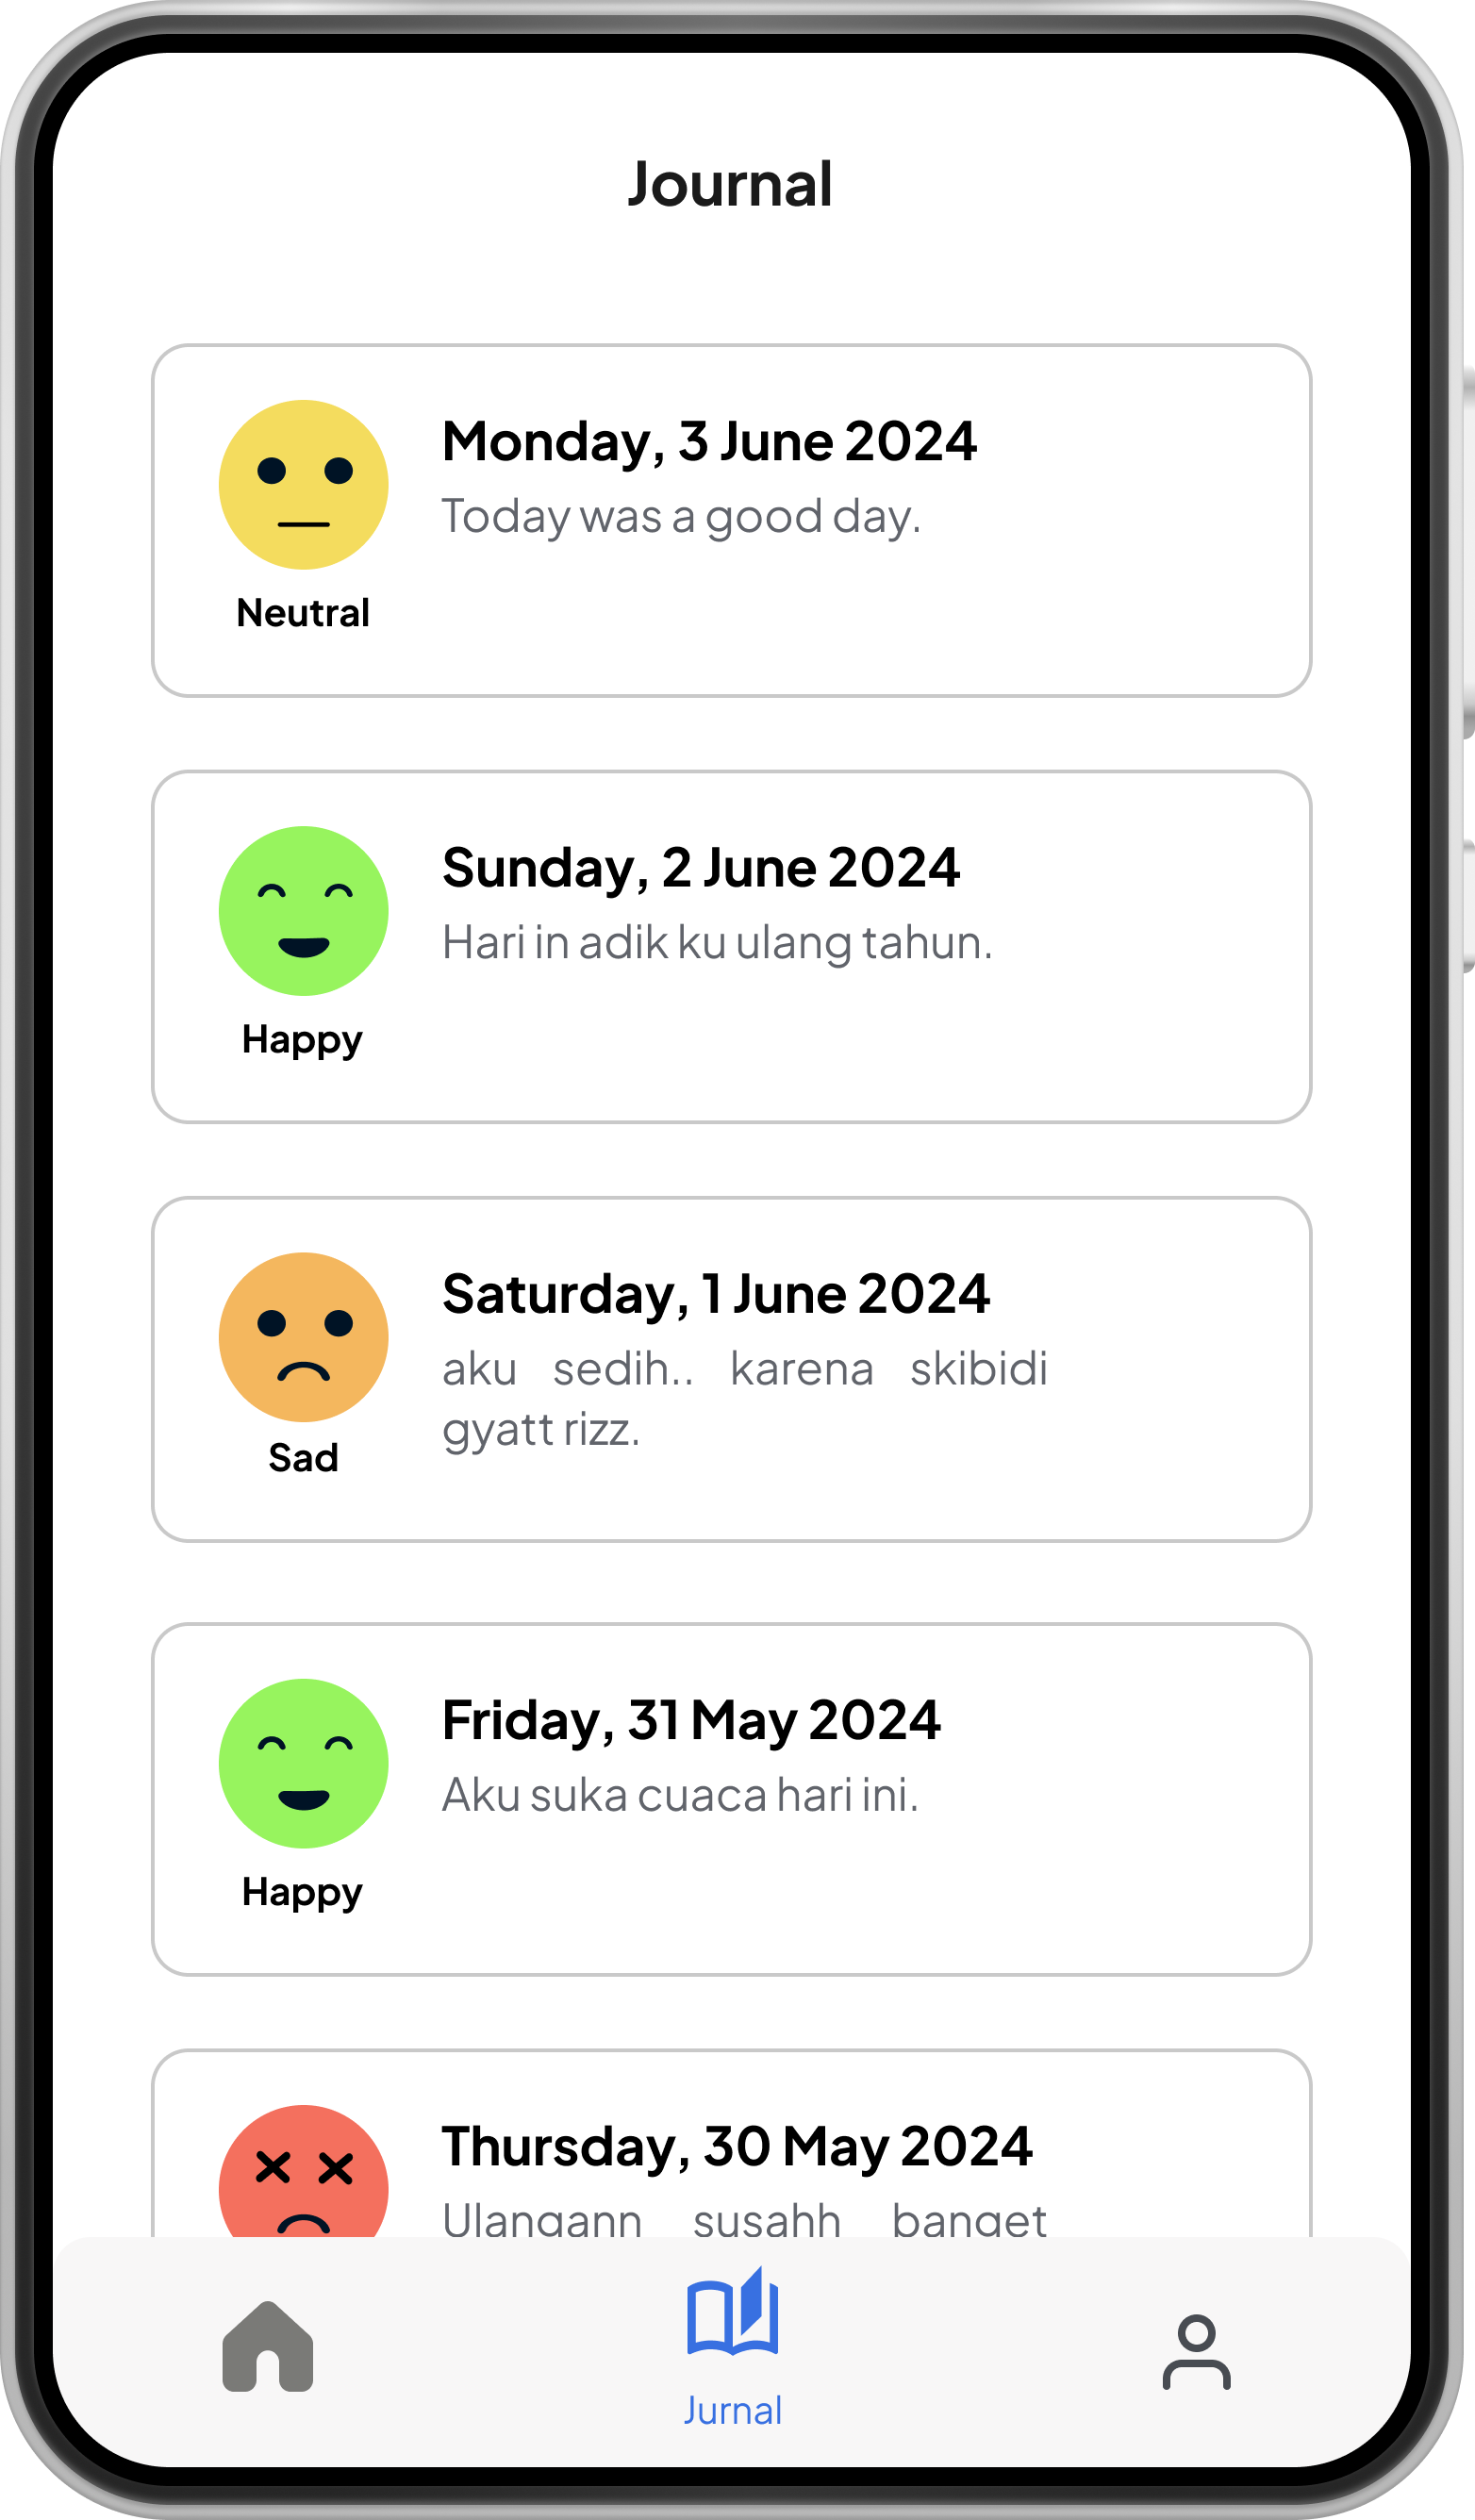 Journal
Monday, 3 June 2024
Today was a good day.
Neutral
Sunday, 2 June 2024
Hari in adik ku ulang tahun.
Happy
Saturday, 1 June 2024
aku sedih.. karena skibidi
gyatt rizz.
Sad
Friday, 31 May 2024
Aku suka cuaca hari ini.
Happy
Thursday, 30 May 2024
Ulangann susahh banget
Jurnal